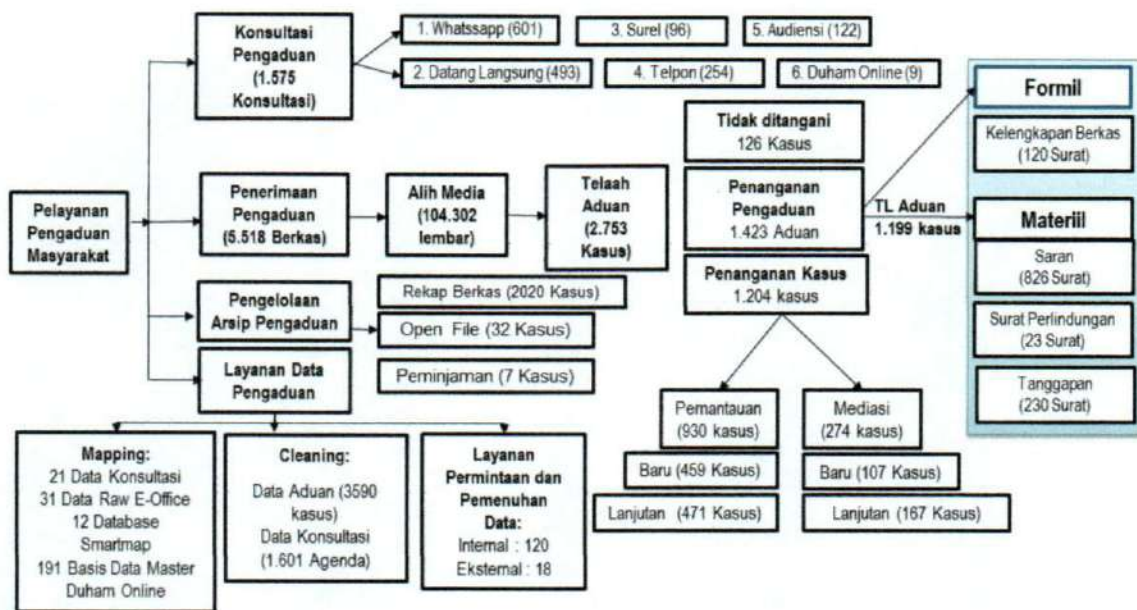 Pelayanan
Pengaduan
Masyarakat
Konsultasi
Pengaduan
(1.575
Konsultasi)
1. Whatssapp (601)
3. Surel (96)
5. Audiensi (122)
2. Datang Langsung (493)
4. Telpon (254)
6. Duham Online (9)
Penerimaan
Pengaduan
(5.518 Berkas)
Alih Media
(104.302
lembar)
Telaah
Aduan
(2.753
Kasus)
Tidak ditangani
126 Kasus
Penanganan
Pengaduan
1.423 Aduan
Penanganan Kasus
1.204 kasus
TL Aduan
1.199 kasus
Formil
Kelengkapan Berkas
(120 Surat)
Materiil
Saran
(826 Surat)
Surat Perlindungan
(23 Surat)
Tanggapan
(230 Surat)
Pengelolaan
Arsip Pengaduan
Rekap Berkas (2020 Kasus)
Open File (32 Kasus)
Peminjaman (7 Kasus)
Layanan Data
Pengaduan
Pemantauan
(930 kasus)
Baru (459 Kasus)
Lanjutan (471 Kasus)
Mediasi
(274 kasus)
Baru (107 Kasus)
Lanjutan (167 Kasus)
Mapping:
21 Data Konsultasi
31 Data Raw E-Office
12 Database
Smartmap
191 Basis Data Master
Duham Online
Cleaning:
Data Aduan (3590
kasus)
Data Konsultasi
(1.601 Agenda)
Layanan
Permintaan dan
Pemenuhan
Data:
Internal : 120
Eksternal : 18